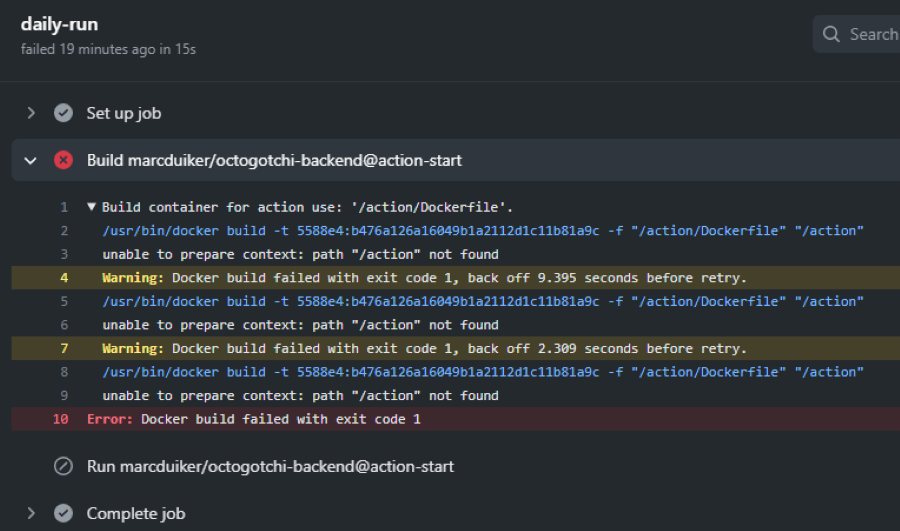 daily-run
failed 19 minutes ago in 15s
Search
Set up job
Build marcduiker/octogotchi-backend@action-start
1 ▼ Build container for action use: '/action/Dockerfile'.
2 /usr/bin/docker build -t 5588e4:b476a126a16049b1a2112d1c11b81a9c -f "/action/Dockerfile" "/action"
3 unable to prepare context: path "/action" not found
4 Warning: Docker build failed with exit code 1, back off 9.395 seconds before retry.
5 /usr/bin/docker build -t 5588e4:b476a126a16049b1a2112d1c11b81a9c -f "/action/Dockerfile" "/action"
6 unable to prepare context: path "/action" not found
7 Warning: Docker build failed with exit code 1, back off 2.309 seconds before retry.
8 /usr/bin/docker build -t 5588e4:b476a126a16049b1a2112d1c11b81a9c -f "/action/Dockerfile" "/action"
9 unable to prepare context: path "/action" not found
10 Error: Docker build failed with exit code 1
Run marcduiker/octogotchi-backend@action-start
Complete job